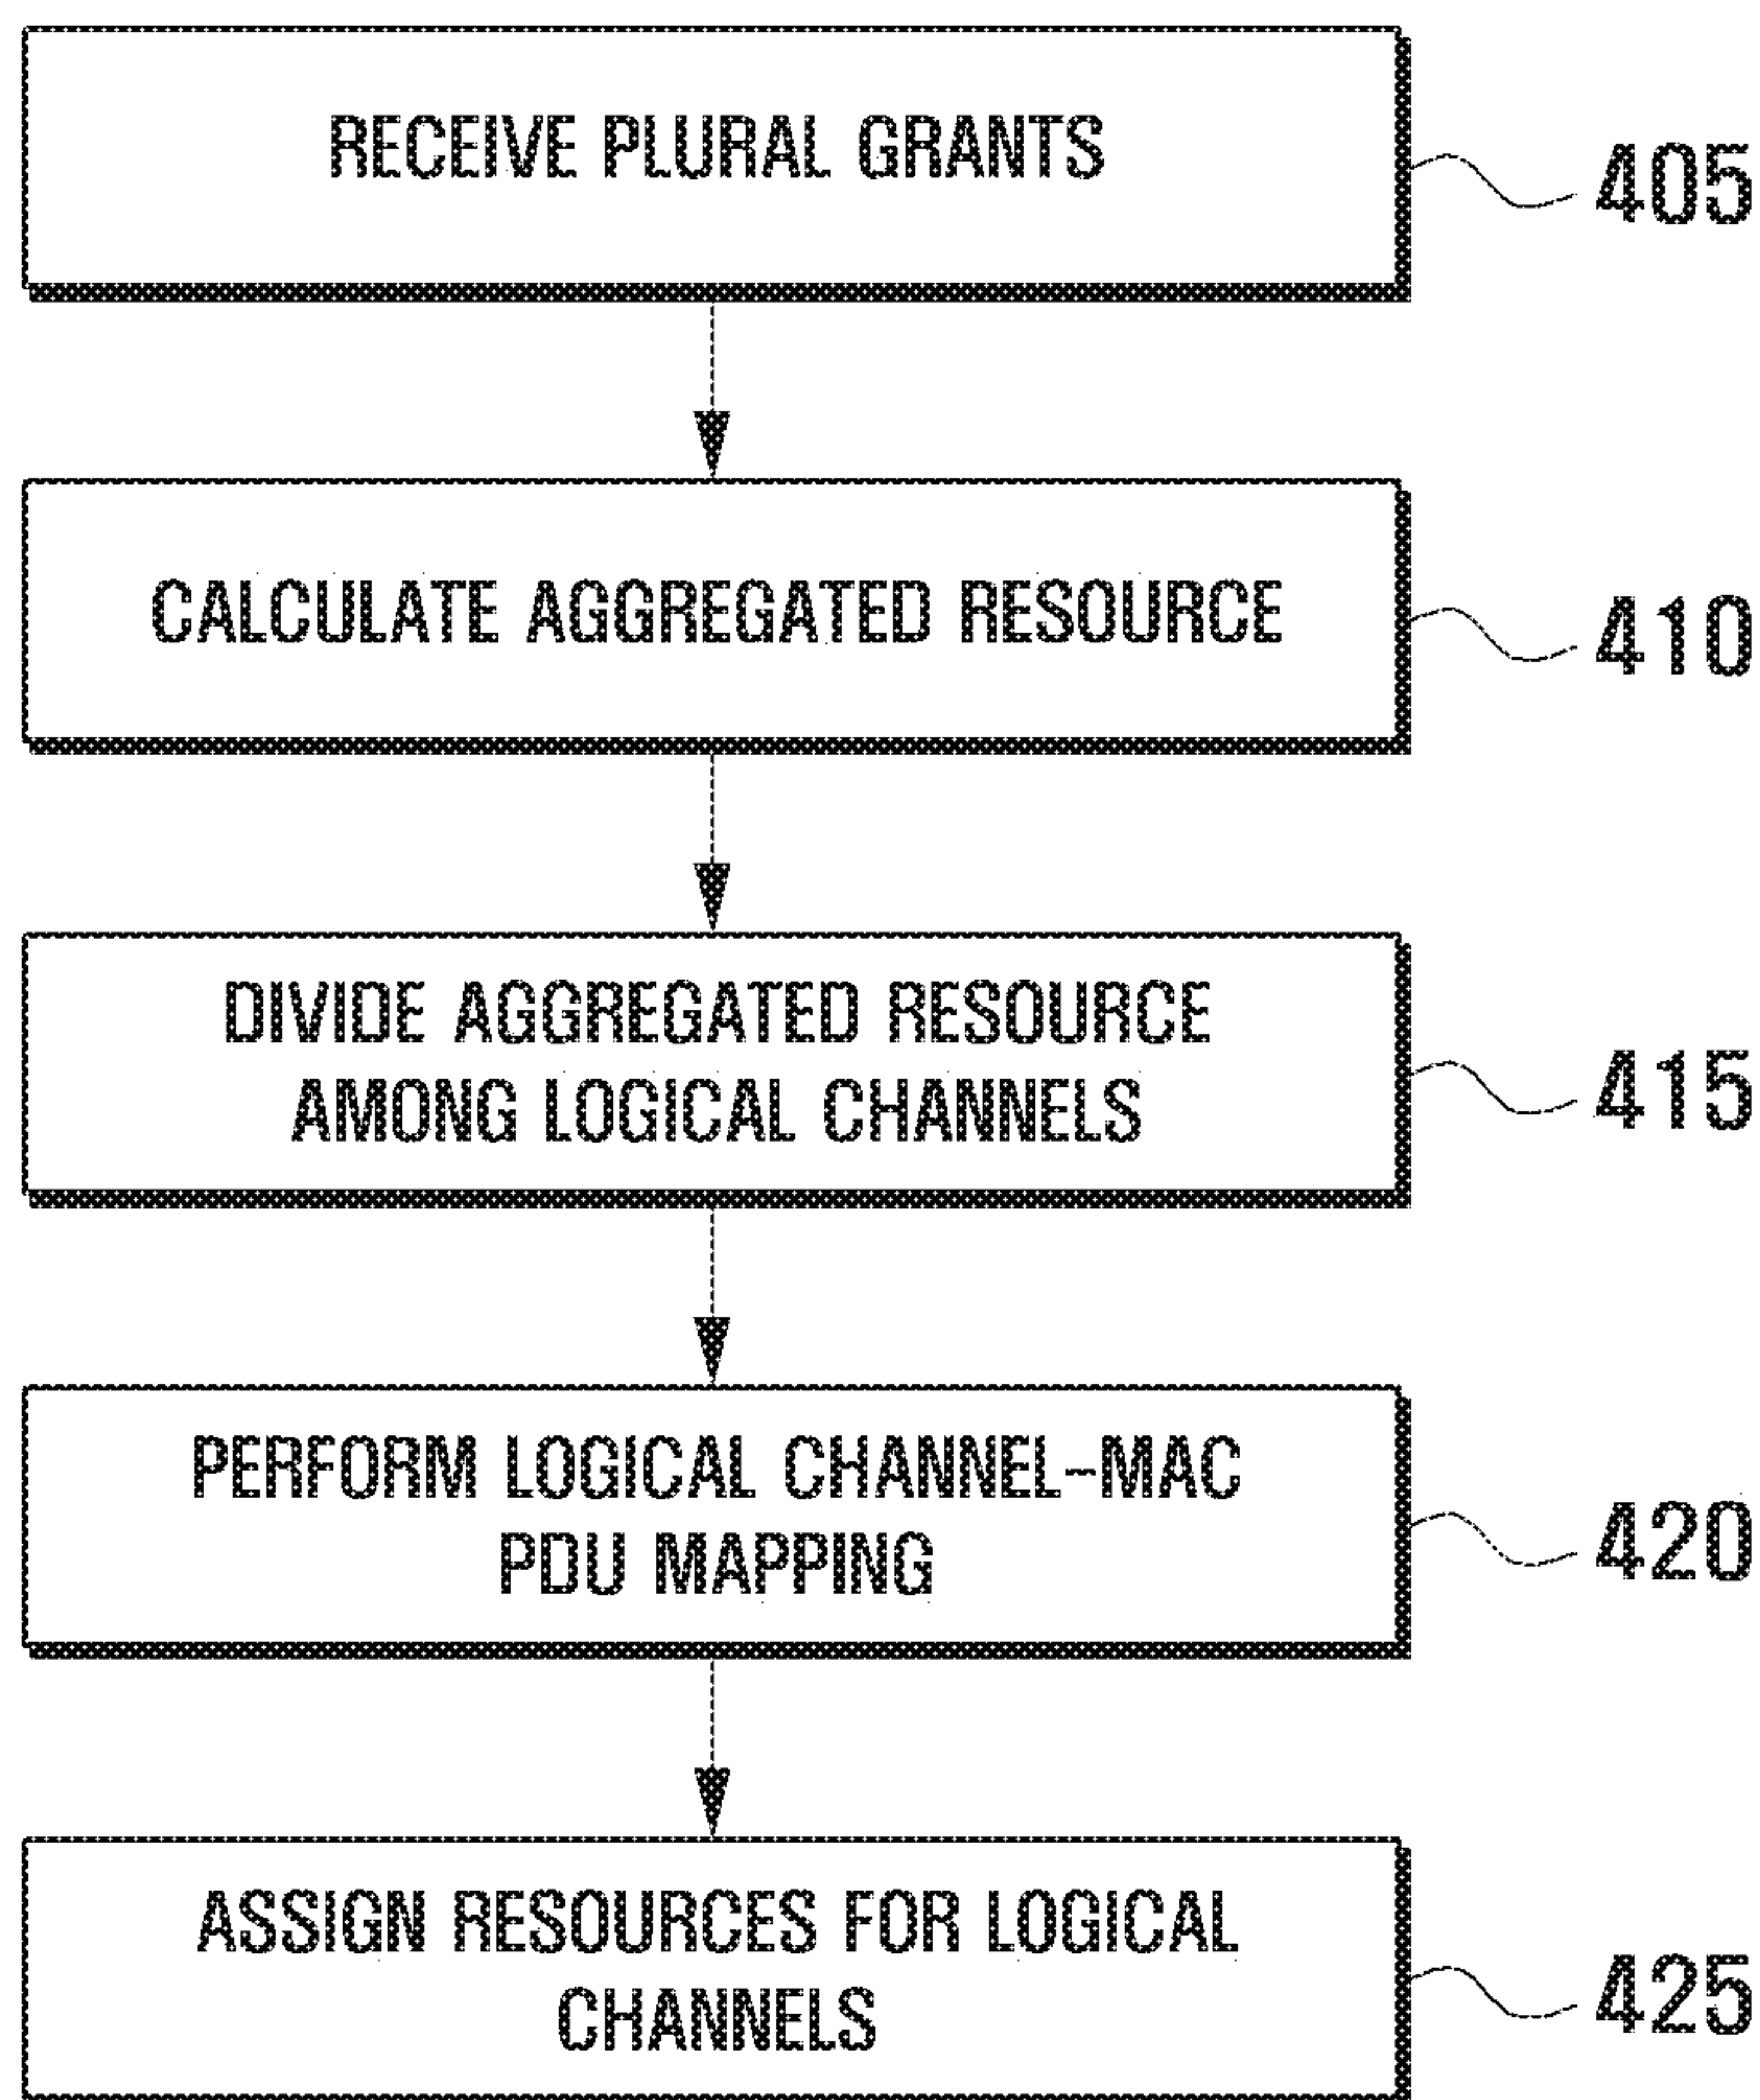 RECEIVE PLURAL GRANTS
405
CALCULATE AGGREGATED RESOURCE
410
DIVIDE AGGREGATED RESOURCE
AMONG LOGICAL CHANNELS
415
PERFORM LOGICAL CHANNEL-MAC
PDU MAPPING
420
ASSIGN RESOURCES FOR LOGICAL
CHANNELS
425